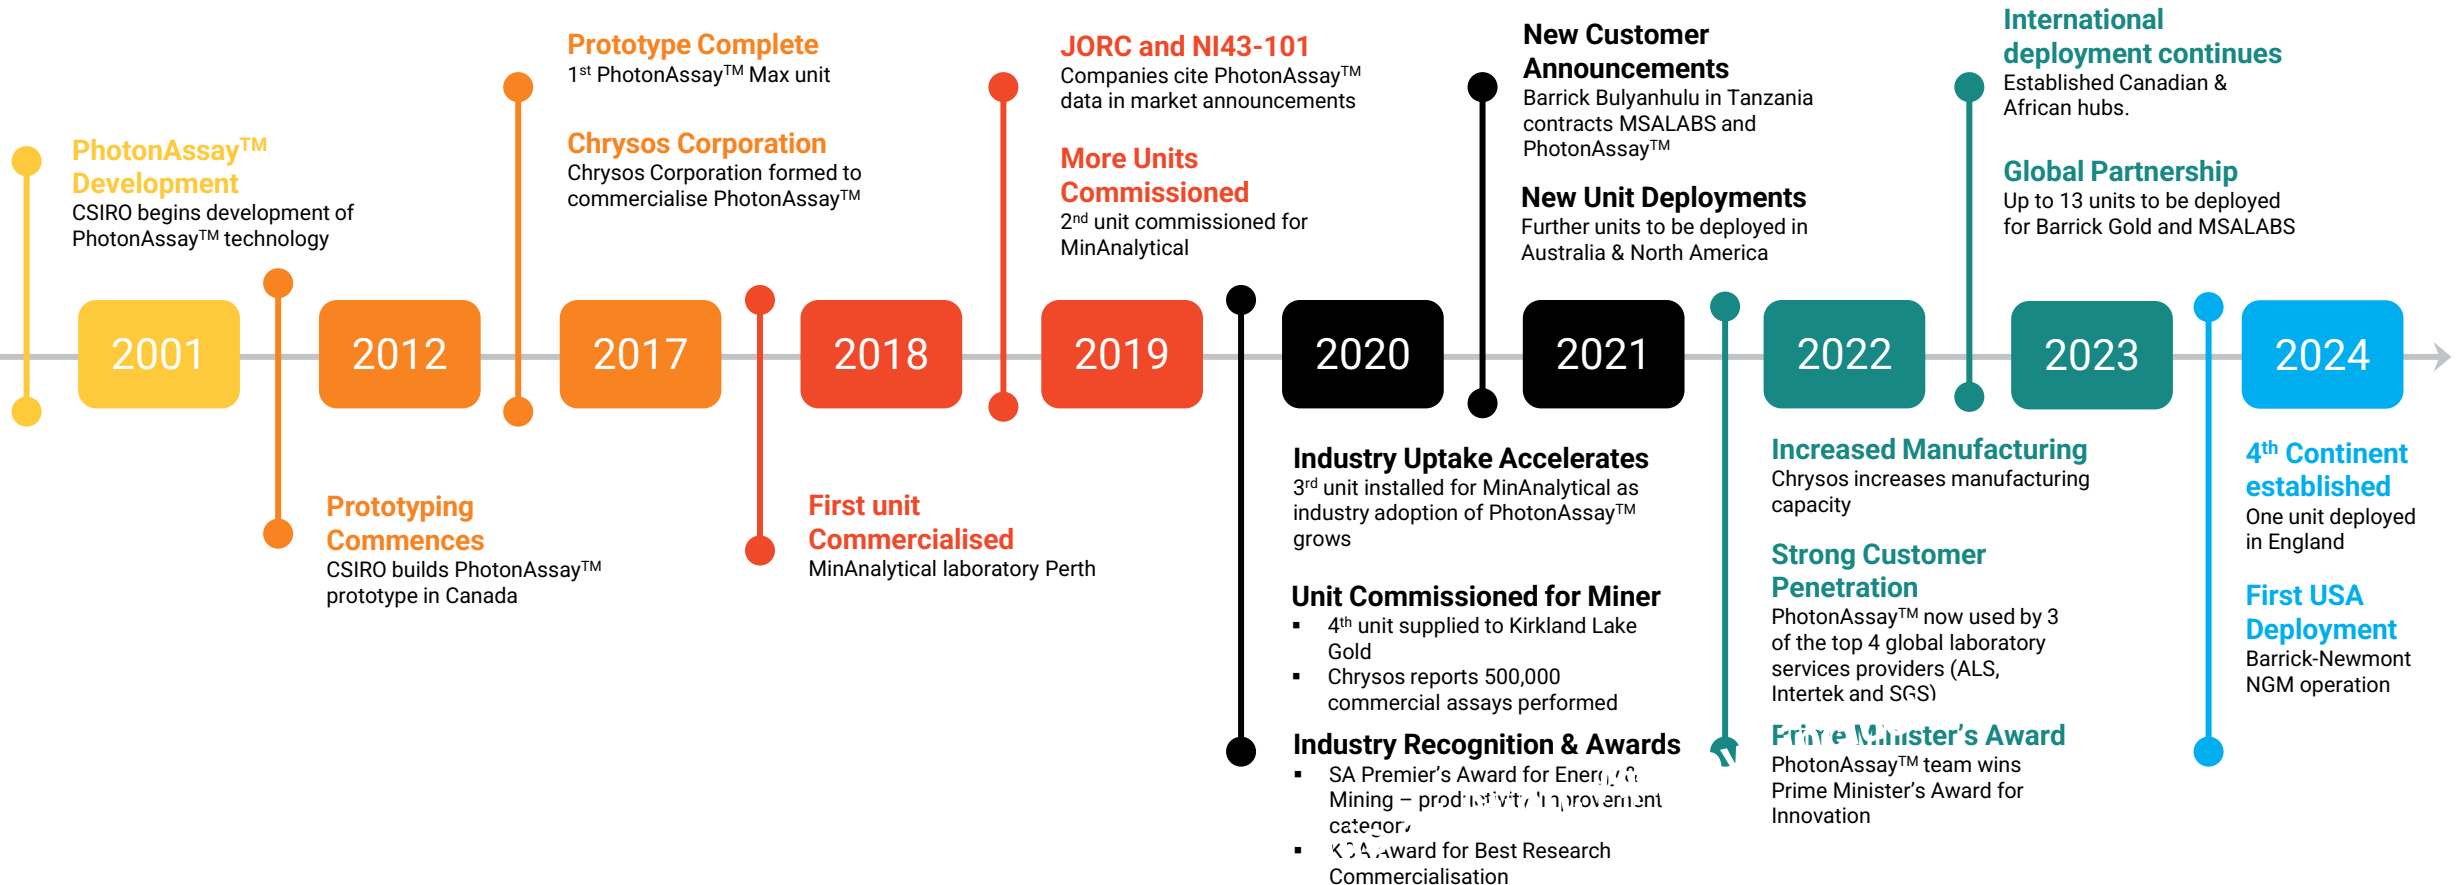 PhotonAssay™
Development
CSIRO begins development of
PhotonAssay™ technology
2001
2012
Prototyping
Commences
CSIRO builds PhotonAssay™
prototype in Canada
Prototype Complete
1st PhotonAssay™ Max unit
Chrysos Corporation
Chrysos Corporation formed to
commercialise PhotonAssay™
2017
2018
First unit
Commercialised
MinAnalytical laboratory Perth
JORC and NI43-101
Companies cite PhotonAssay™
data in market announcements
More Units
Commissioned
2nd unit commissioned for
MinAnalytical
2019
2020
Industry Uptake Accelerates
3rd unit installed for MinAnalytical as
industry adoption of PhotonAssay™
grows
Unit Commissioned for Miner
▪ 4th unit supplied to Kirkland Lake
Gold
▪ Chrysos reports 500,000
commercial assays performed
Industry Recognition & Awards
▪ SA Premier's Award for Energy &
Mining – productivity improvement
category
▪ Award for Best Research
Commercialisation
New Customer
Announcements
Barrick Bulyanhulu in Tanzania
contracts MSALABS and
PhotonAssay™
New Unit Deployments
Further units to be deployed in
Australia & North America
2021
2022
Increased Manufacturing
Chrysos increases manufacturing
capacity
Strong Customer
Penetration
PhotonAssay™ now used by 3
of the top 4 global laboratory
services providers (ALS,
Intertek and SGS)
Prime Minister's Award
PhotonAssay™ team wins
Prime Minister's Award for
Innovation
International
deployment continues
Established Canadian &
African hubs.
Global Partnership
Up to 13 units to be deployed
for Barrick Gold and MSALABS
2023
2024
4th Continent
established
One unit deployed
in England
First USA
Deployment
Barrick-Newmont
NGM operation